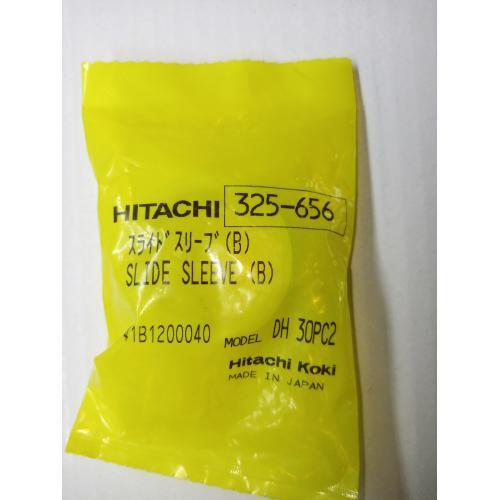 HITACHI 325-656
スライドスリーブ(B)
SLIDE SLEEVE (B)
41B1200040 MODEL DH 30PC2
Hitachi Koki
MADE IN JAPAN